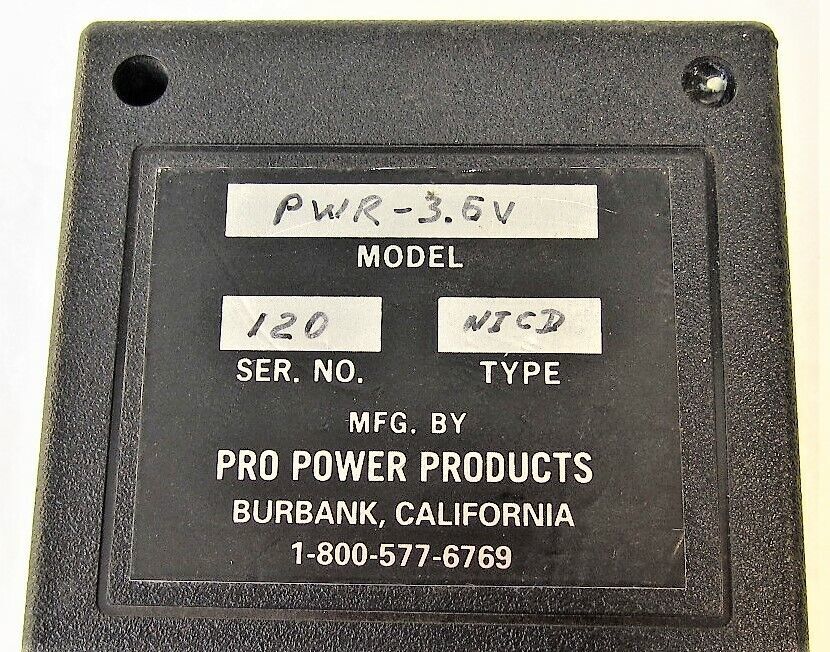 PWR-3.6V
MODEL
120 NICD
SER. NO. TYPE
MFG. BY
PRO POWER PRODUCTS
BURBANK, CALIFORNIA
1-800-577-6769